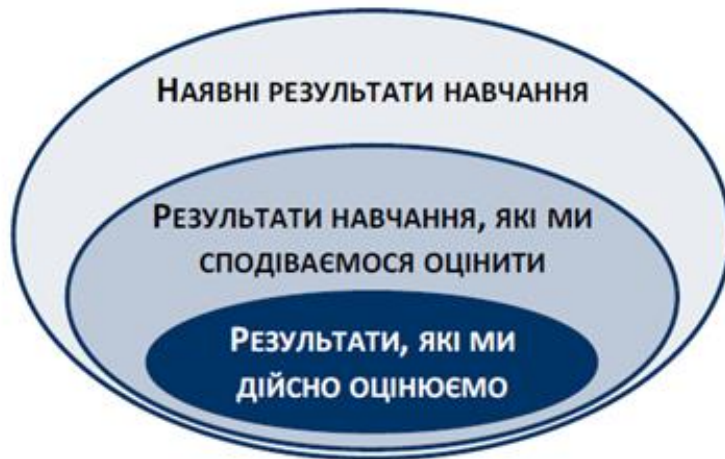 НАЯВНІ РЕЗУЛЬТАТИ НАВЧАННЯ
РЕЗУЛЬТАТИ НАВЧАННЯ, ЯКІ МИ
СПОДІВАЄМОСЯ ОЦІНИТИ
РЕЗУЛЬТАТИ, ЯКІ МИ
ДІЙСНО ОЦІНЮЄМО